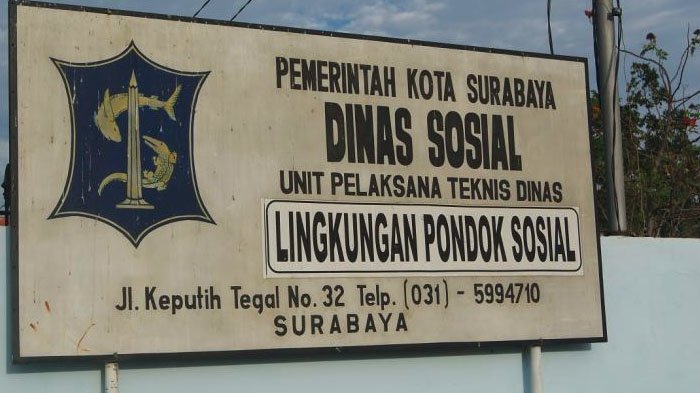 PEMERINTAH KOTA SURABAYA
DINAS SOSIAL
UNIT PELAKSANA TEKNIS DINAS
LINGKUNGAN PONDOK SOSIAL
Jl. Keputih Tegal No. 32 Telp. (031) - 5994710
SURABAYA